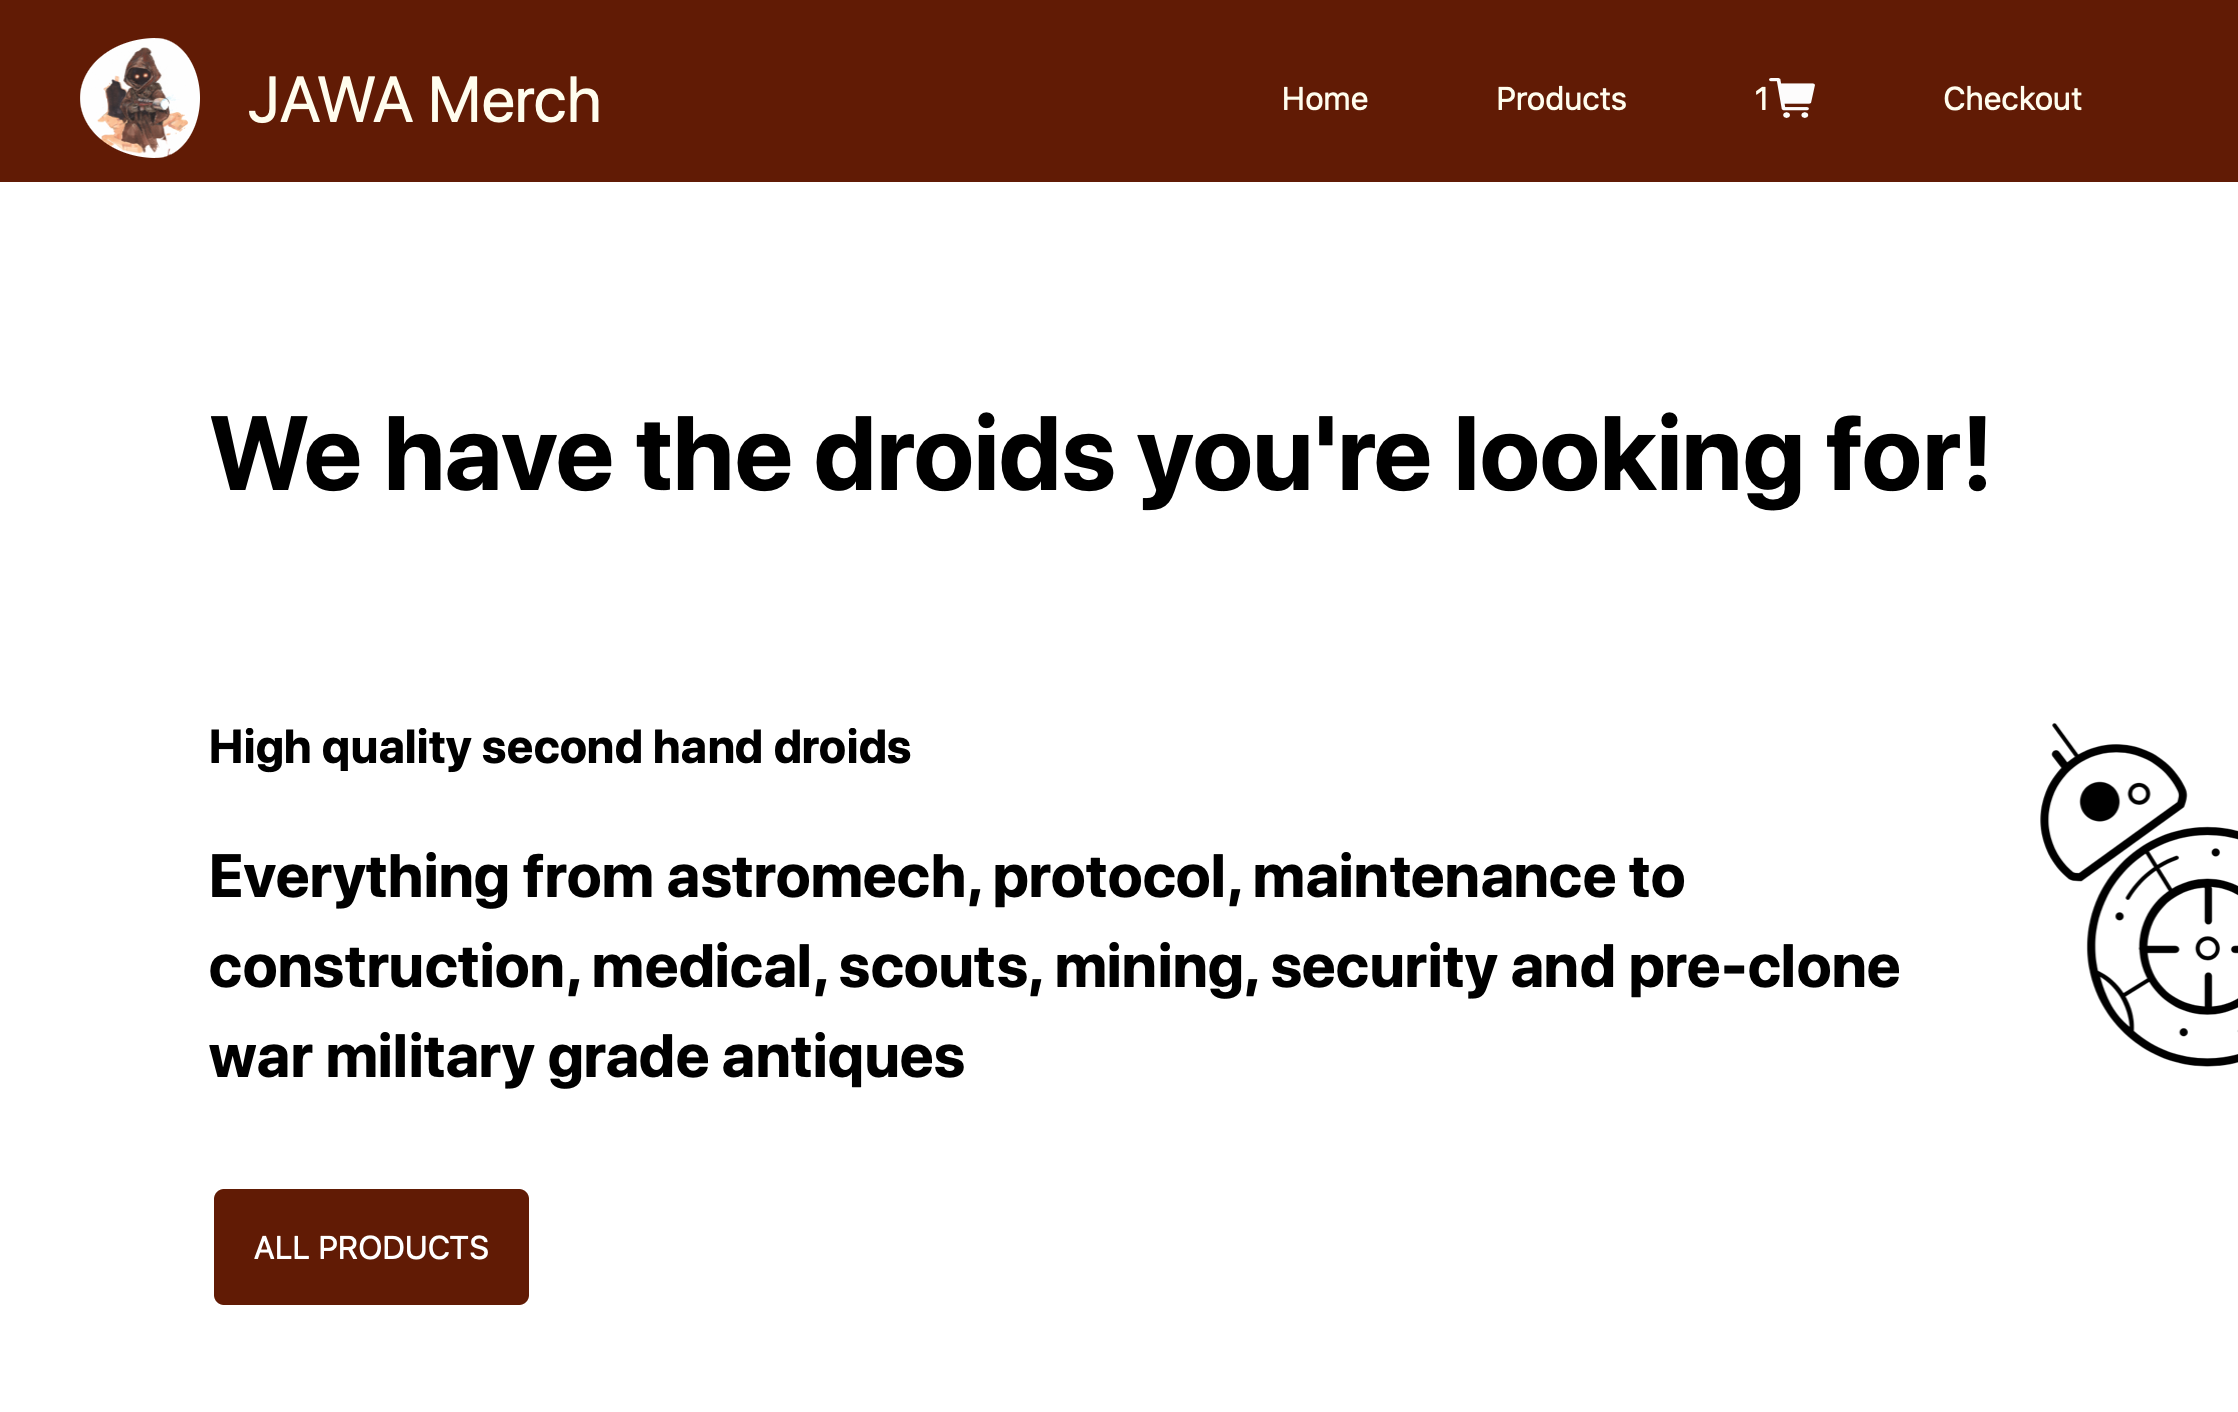 JAWA Merch
Home
Products
1
Checkout
We have the droids you're looking for!
High quality second hand droids
Everything from astromech, protocol, maintenance to
construction, medical, scouts, mining, security and pre-clone
war military grade antiques
ALL PRODUCTS